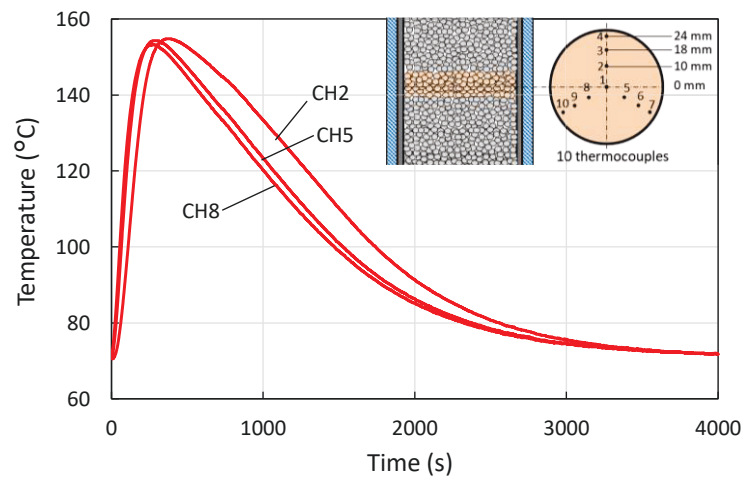 160
140
120
100
80
60
0
1000
2000
3000
4000
Temperature (°C)
Time (s)
CH2
CH5
CH8
4
3
2
1
8
5
9
6
10
7
24 mm
18 mm
10 mm
0 mm
10 thermocouples